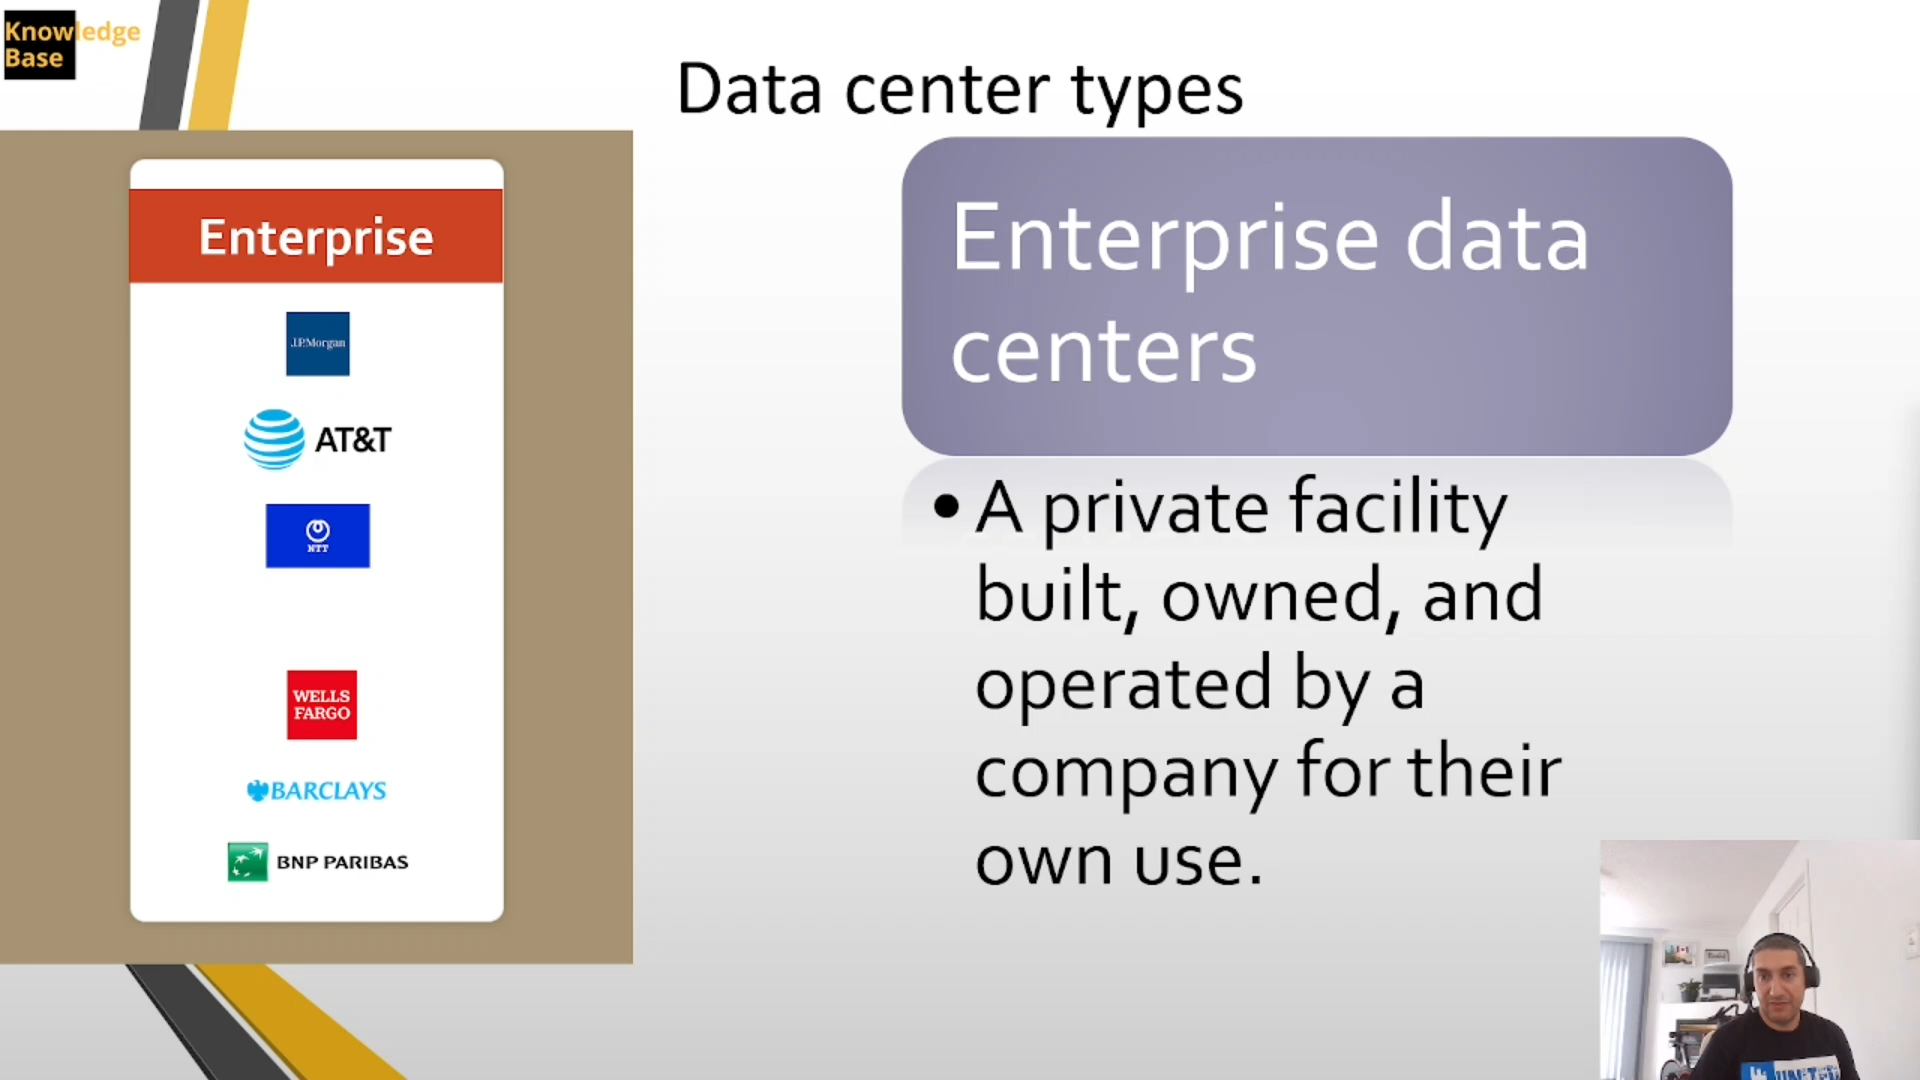 Knowledge
Base
Data center types
Enterprise
J.P.Morgan
AT&T
NTT
WELLS
FARGO
BARCLAYS
BNP PARIBAS
Enterprise data
centers
• A private facility
built, owned, and
operated by a
company for their
own use.